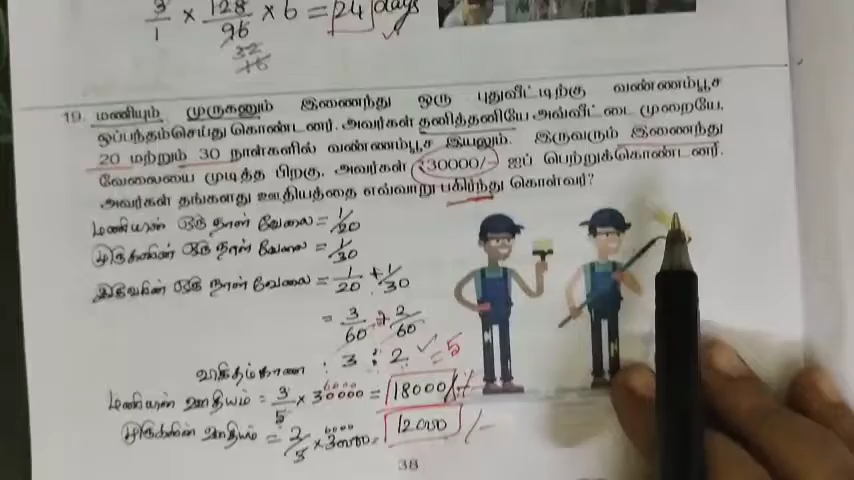 3/1 × 128/96 × 6 = 24 days
32
16
19. மணியும் முருகனும் இணைந்து ஒரு புதுவீட்டிற்கு வண்ணம்பூச
ஒப்பந்தம்செய்து கொண்டனர். அவர்கள் தனித்தனியே அவ்வீட்டை முறையே,
20 மற்றும் 30 நாள்களில் வண்ணம்பூச இயலும். இருவரும் இணைந்து
வேலையை முடித்த பிறகு, அவர்கள் ₹30000/- ஐப் பெற்றுக்கொண்டனர்.
அவர்கள் தங்களது ஊதியத்தை எவ்வாறு பகிர்ந்து கொள்வர்?
மணியின் ஒரு நாள் வேலை = 1/20
முருகனின் ஒரு நாள் வேலை = 1/30
இருவரின் ஒரு நாள் வேலை = 1/20 + 1/30
= 3/60 + 2/60
விகிதம்காண : 3 : 2 ✓ = 5
மணியின் ஊதியம் = 3/5 × 30000 6000 = 18000/-
முருகனின் ஊதியம் = 2/5 × 30000 6000 = 12000 /-
38